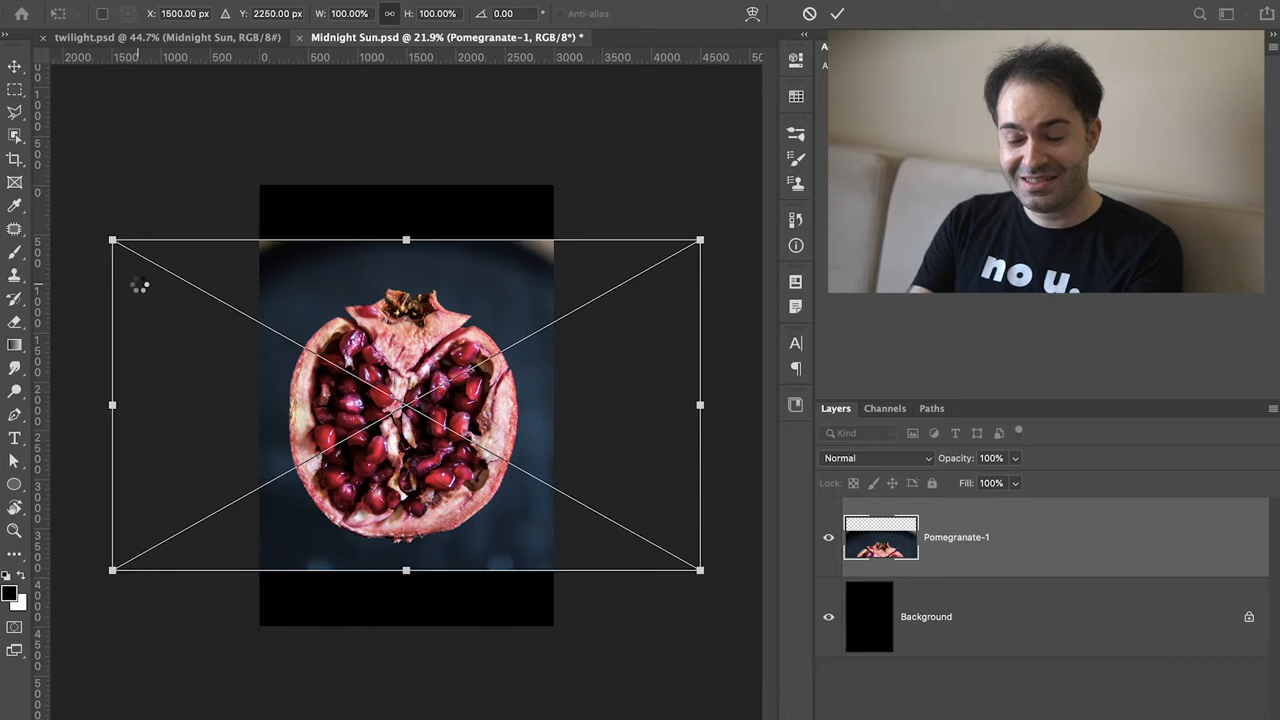 X: 1500.00 px Y: 2250.00 px W: 100.00% H: 100.00% 0.00 ° Anti-alias
twilight.psd @ 44.7% (Midnight Sun, RGB/8#) Midnight Sun.psd @ 21.9% (Pomegranate-1, RGB/8*) *
2000 1500 1000 500 0 500 1000 1500 2000 2500 3000 3500 4000 4500
no u.
Layers Channels Paths
Kind
Normal Opacity: 100%
Lock: Fill: 100%
Pomegranate-1
Background